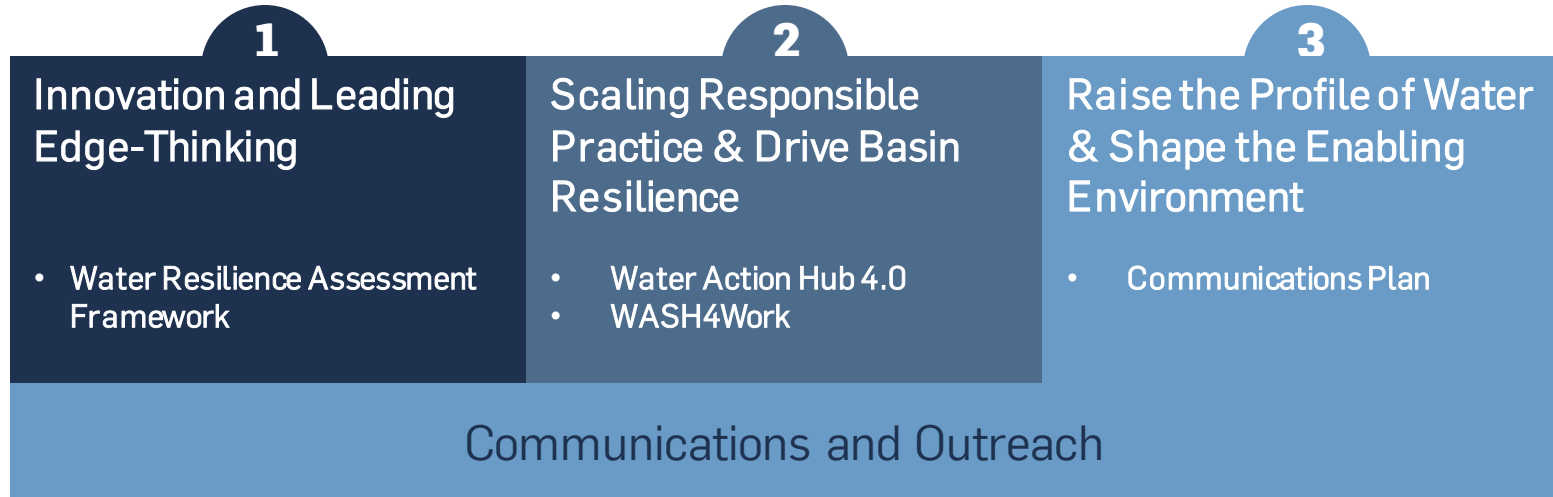 1
Innovation and Leading
Edge-Thinking
• Water Resilience Assessment
Framework
2
Scaling Responsible
Practice & Drive Basin
Resilience
• Water Action Hub 4.0
• WASH4Work
3
Raise the Profile of Water
& Shape the Enabling
Environment
• Communications Plan
Communications and Outreach